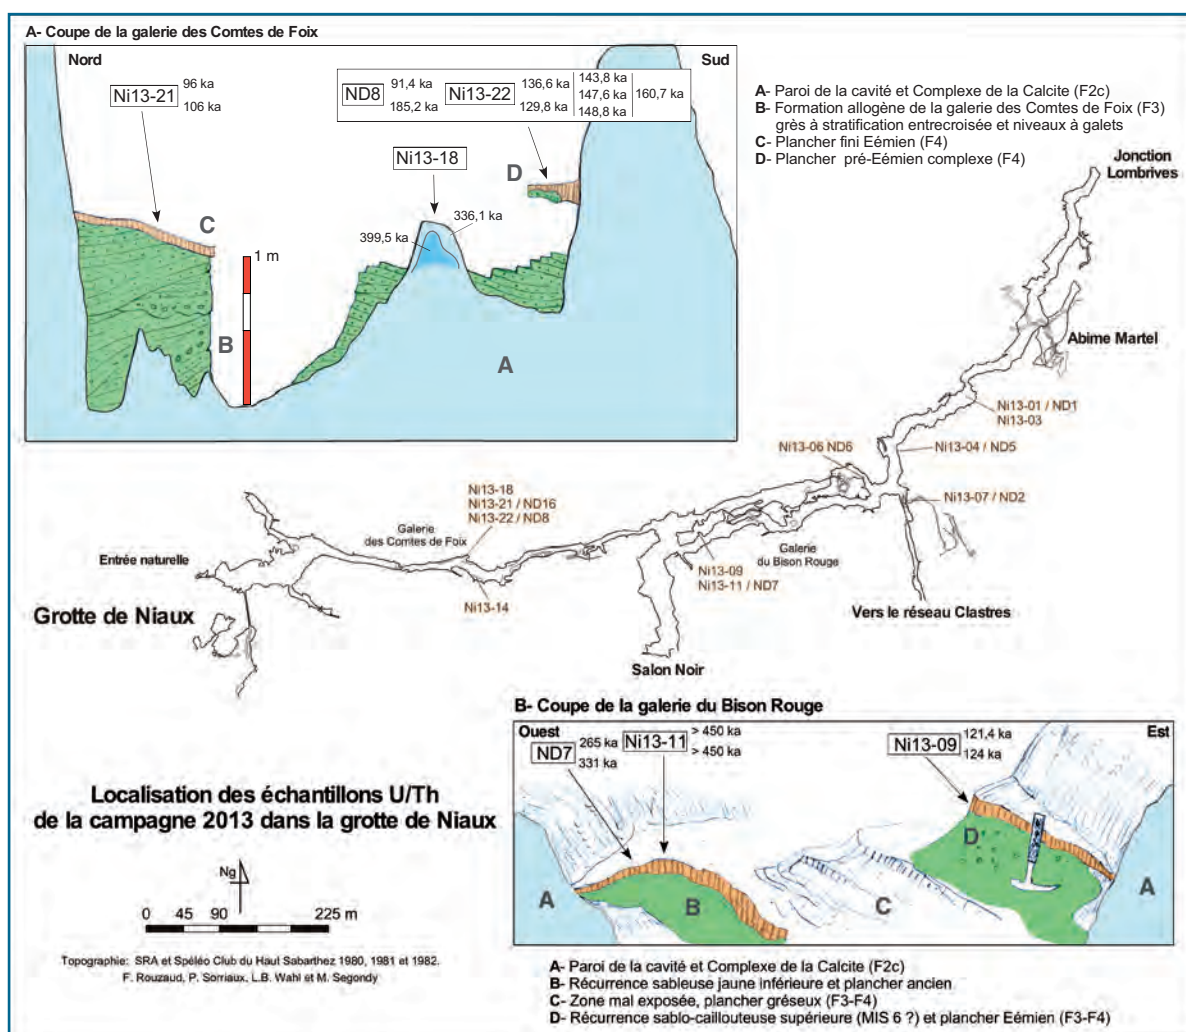 A- Coupe de la galerie des Comtes de Foix
Nord
Sud
Ni13-21
96 ka
106 ka
ND8
91,4 ka
185,2 ka
Ni13-22
136,6 ka
129,8 ka
143,8 ka
147,6 ka
148,8 ka
160,7 ka
Ni13-18
D
C
336,1 ka
399,5 ka
1 m
B
A
A- Paroi de la cavité et Complexe de la Calcite (F2c)
B- Formation allogène de la galerie des Comtes de Foix (F3)
grès à stratification entrecroisée et niveaux à galets
C- Plancher fini Eémien (F4)
D- Plancher pré-Eémien complexe (F4)
Jonction
Lombrives
Abime Martel
Ni13-01 / ND1
Ni13-03
Ni13-06 ND6
Ni13-04 / ND5
Ni13-07 / ND2
Ni13-18
Ni13-21 / ND16
Ni13-22 / ND8
Galerie
des Comtes de Foix
Entrée naturelle
Ni13-14
Ni13-09
Ni13-11 / ND7
Galerie
du Bison Rouge
Grotte de Niaux
Vers le réseau Clastres
Salon Noir
B- Coupe de la galerie du Bison Rouge
Ouest
Est
ND7
265 ka
331 ka
Ni13-11
> 450 ka
> 450 ka
Ni13-09
121,4 ka
124 ka
A
B
C
D
A
Localisation des échantillons U/Th
de la campagne 2013 dans la grotte de Niaux
Ng
0 45 90 225 m
Topographie: SRA et Spéléo Club du Haut Sabarthez 1980, 1981 et 1982.
F. Rouzaud, P. Sorriaux, L.B. Wahl et M. Segondy
A- Paroi de la cavité et Complexe de la Calcite (F2c)
B- Récurrence sableuse jaune inférieure et plancher ancien
C- Zone mal exposée, plancher gréseux (F3-F4)
D- Récurrence sablo-caillouteuse supérieure (MIS 6 ?) et plancher Eémien (F3-F4)